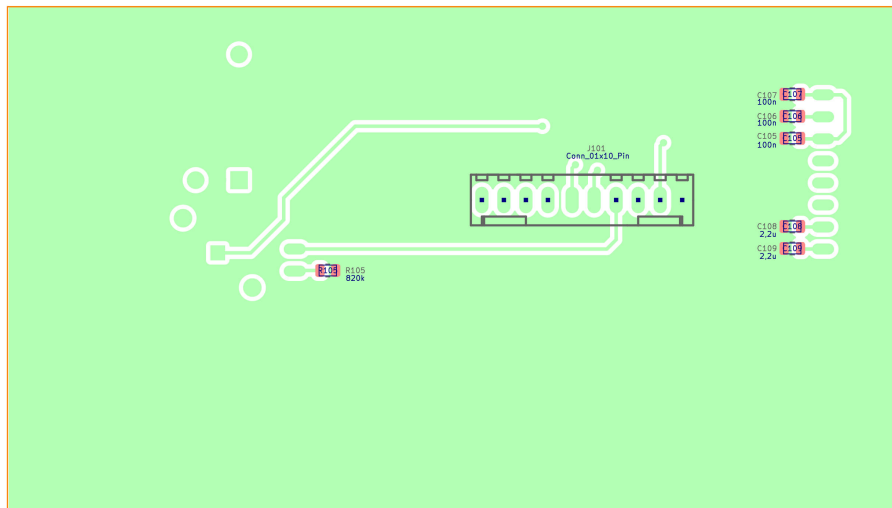 C107 C107
100n
C106 C106
100n
C105 C105
100n
J101
Conn_01x10_Pin
C108 C108
2,2u
C109 C109
2,2u
R105 R105
820k